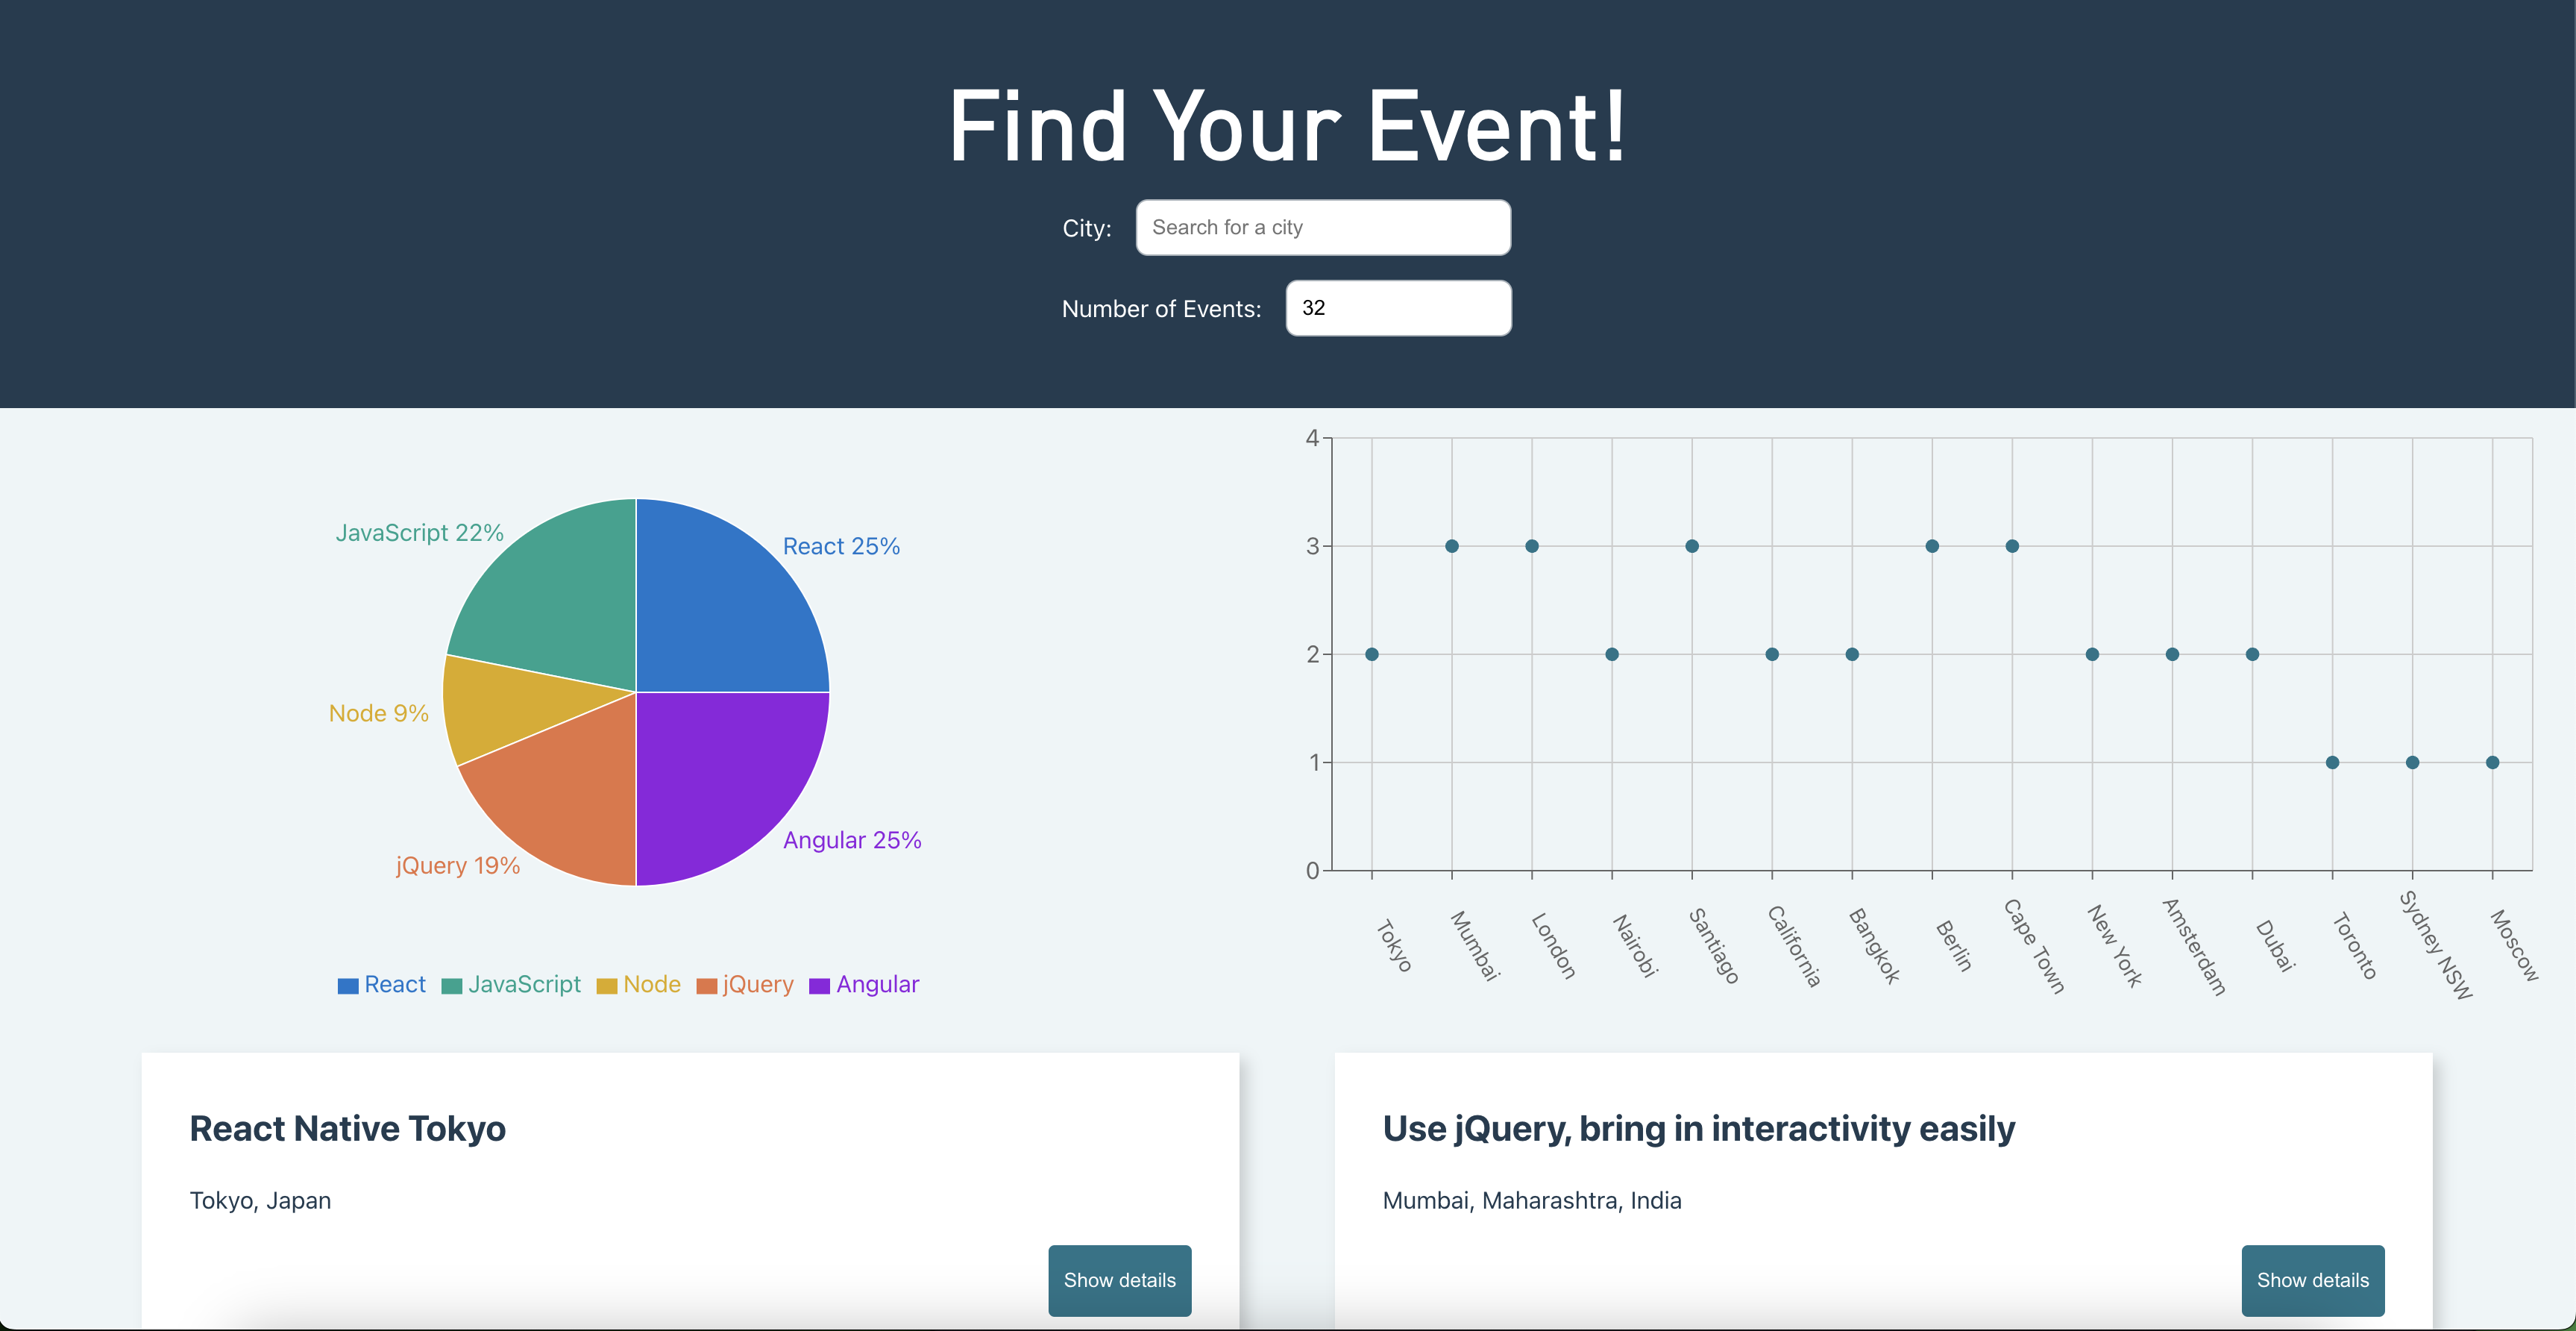 Find Your Event!
City: Search for a city
Number of Events: 32
JavaScript 22%
React 25%
Node 9%
jQuery 19%
Angular 25%
React JavaScript Node jQuery Angular
4
3
2
1
0
Tokyo
Mumbai
London
Nairobi
Santiago
California
Bangkok
Berlin
Cape Town
New York
Amsterdam
Dubai
Toronto
Sydney NSW
Moscow
React Native Tokyo
Tokyo, Japan
Show details
Use jQuery, bring in interactivity easily
Mumbai, Maharashtra, India
Show details